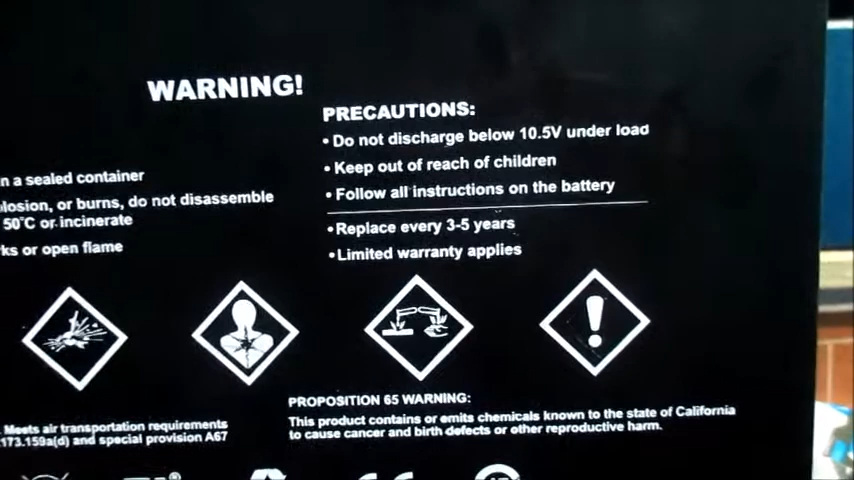 WARNING!
PRECAUTIONS:
• Do not discharge below 10.5V under load
• Keep out of reach of children
• Follow all instructions on the battery
• Replace every 3-5 years
• Limited warranty applies
n a sealed container
losion, or burns, do not disassemble
50°C or incinerate
ks or open flame
PROPOSITION 65 WARNING:
This product contains or emits chemicals known to the state of California
to cause cancer and birth defects or other reproductive harm.
Meets air transportation requirements
173.159a(d) and special provision A67